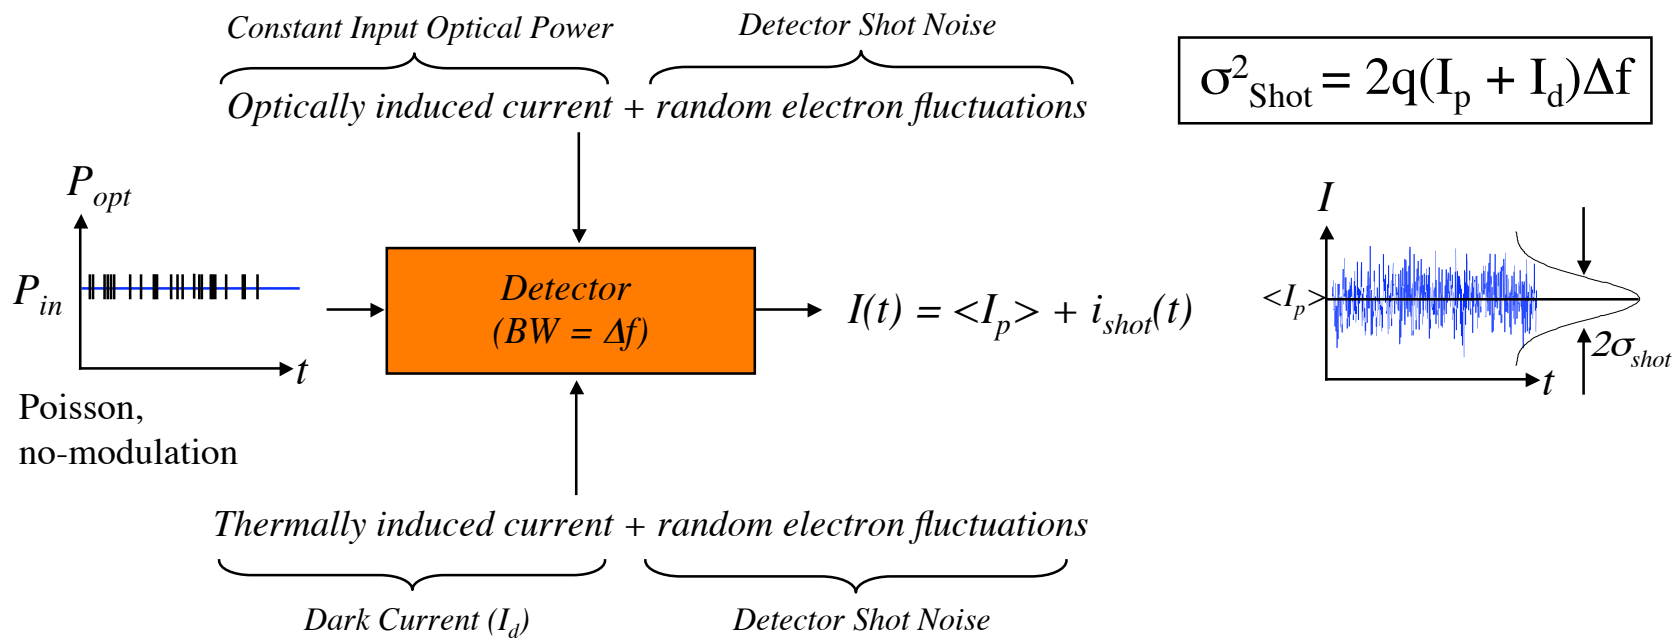 Constant Input Optical Power
Detector Shot Noise
Optically induced current + random electron fluctuations
σ²Shot = 2q(Ip + Id)Δf
Popt
Pin
t
Poisson,
no-modulation
Detector
(BW = Δf)
I(t) = <Ip> + ishot(t)
I
<Ip>
t
2σshot
Thermally induced current + random electron fluctuations
Dark Current (Id)
Detector Shot Noise